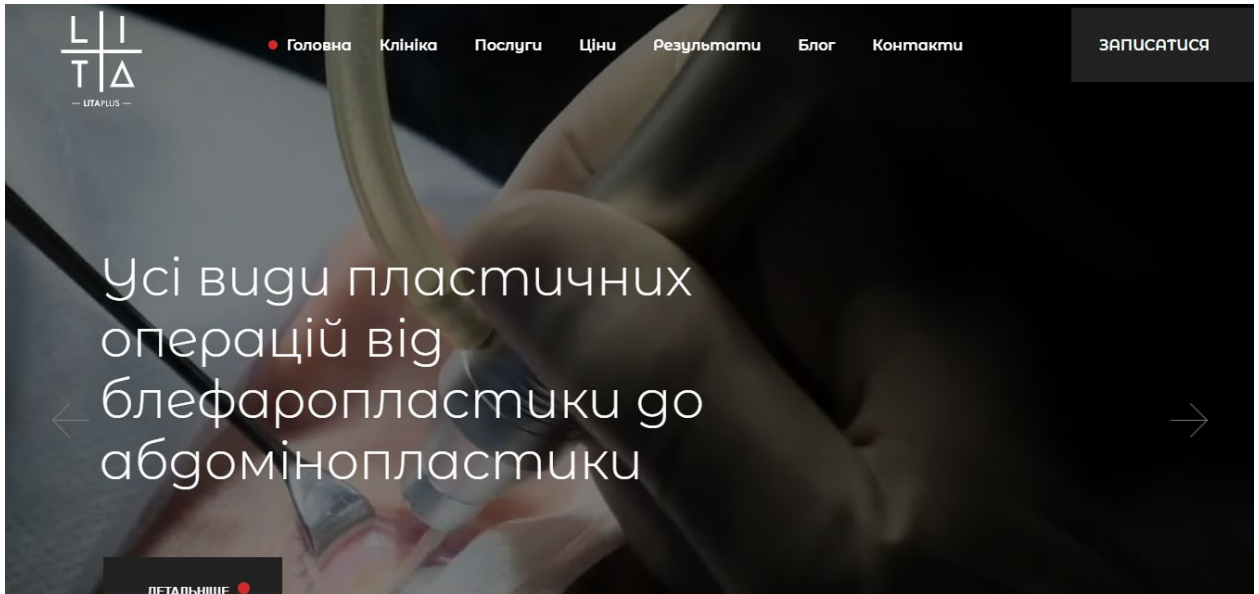 L I
T A
— LITAPLUS —
Головна Клініка Послуги Ціни Результати Блог Контакти
ЗАПИСАТИСЯ
Усі види пластичних
операцій від
блефаропластики до
абдомінопластики
ДЕТАЛЬНІШЕ